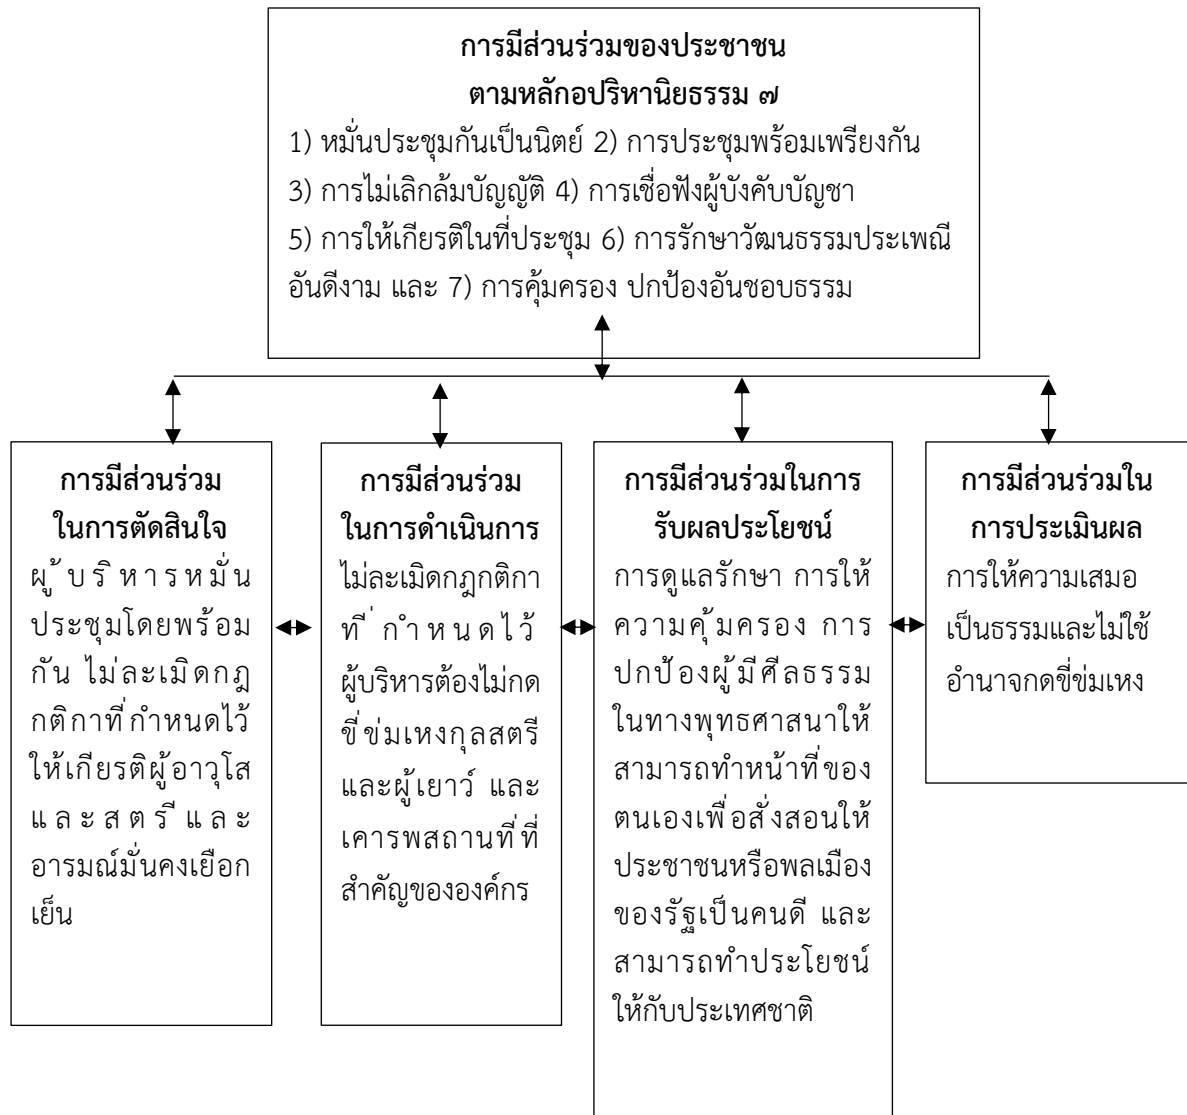 การมีส่วนร่วมของประชาชน
ตามหลักอปริหานิยธรรม ๗
1) หมั่นประชุมกันเป็นนิตย์ 2) การประชุมพร้อมเพรียงกัน
3) การไม่เลิกล้มบัญญัติ 4) การเชื่อฟังผู้บังคับบัญชา
5) การให้เกียรติในที่ประชุม 6) การรักษาวัฒนธรรมประเพณี
อันดีงาม และ 7) การคุ้มครอง ปกป้องอันชอบธรรม
การมีส่วนร่วม
ในการตัดสินใจ
ผู้บริหารหมั่น
ประชุมโดยพร้อม
กัน ไม่ละเมิดกฎ
กติกาที่กำหนดไว้
ให้เกียรติผู้อาวุโส
และสตรีและ
อารมณ์มั่นคงเยือก
เย็น
การมีส่วนร่วม
ในการดำเนินการ
ไม่ละเมิดกฎกติกา
ที่กำหนดไว้
ผู้บริหารต้องไม่กด
ขี่ข่มเหงกุลสตรี
และผู้เยาว์ และ
เคารพสถานที่ที่
สำคัญขององค์กร
การมีส่วนร่วมในการ
รับผลประโยชน์
การดูแลรักษา การให้
ความคุ้มครอง การ
ปกป้องผู้มีศีลธรรม
ในทางพุทธศาสนาให้
สามารถทำหน้าที่ของ
ตนเองเพื่อสั่งสอนให้
ประชาชนหรือพลเมือง
ของรัฐเป็นคนดี และ
สามารถทำประโยชน์
ให้กับประเทศชาติ
การมีส่วนร่วมใน
การประเมินผล
การให้ความเสมอ
เป็นธรรมและไม่ใช้
อำนาจกดขี่ข่มเหง